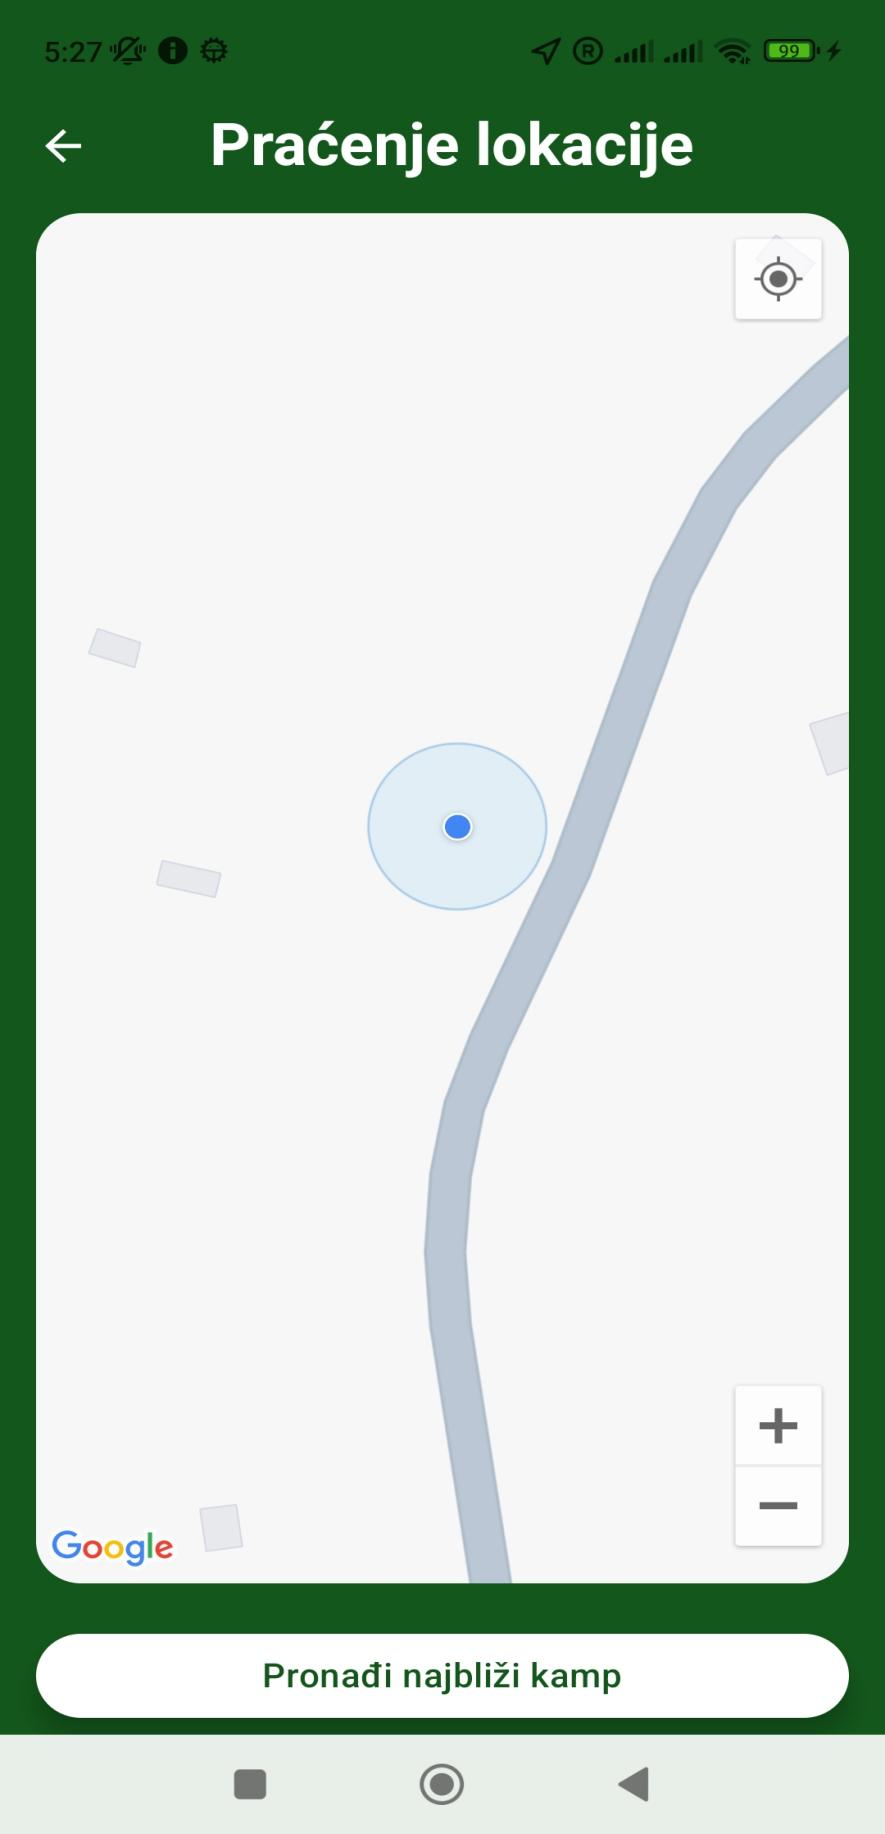 5:27
99
Praćenje lokacije
Google
Pronađi najbliži kamp